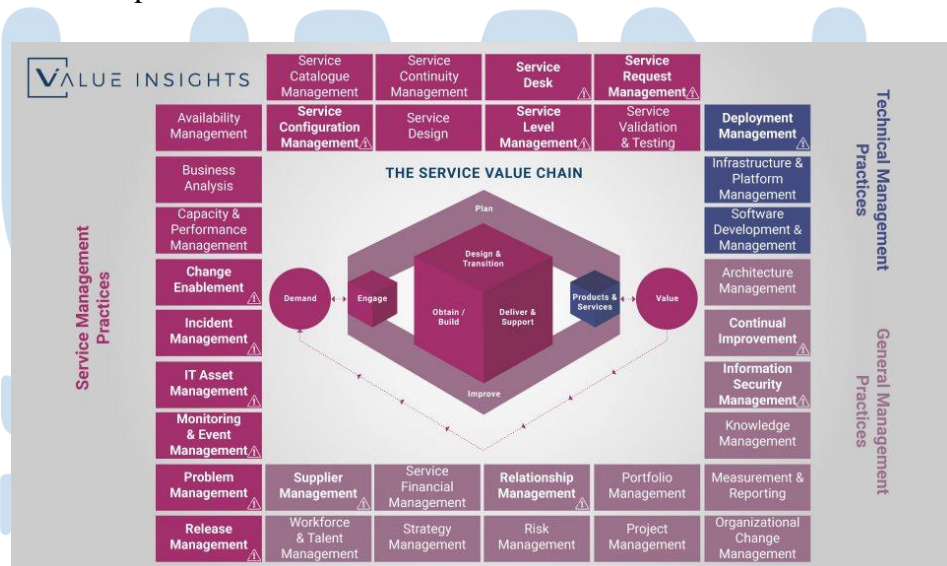 VALUE INSIGHTS
Service
Catalogue
Management
Service
Continuity
Management
Service
Desk
Service
Request
Management
Availability
Management
Service
Configuration
Management
Service
Design
Service
Level
Management
Service
Validation
& Testing
Deployment
Management
Business
Analysis
Infrastructure &
Platform
Management
Capacity &
Performance
Management
Software
Development &
Management
Change
Enablement
Architecture
Management
Incident
Management
Continual
Improvement
IT Asset
Management
Information
Security
Management
Monitoring
& Event
Management
Knowledge
Management
Problem
Management
Supplier
Management
Service
Financial
Management
Relationship
Management
Portfolio
Management
Measurement &
Reporting
Release
Management
Workforce
& Talent
Management
Strategy
Management
Risk
Management
Project
Management
Organizational
Change
Management
THE SERVICE VALUE CHAIN
Plan
Design &
Transition
Demand
Engage
Obtain /
Build
Deliver &
Support
Products &
Services
Value
Improve
Service Management
Practices
Technical Management
Practices
General Management
Practices